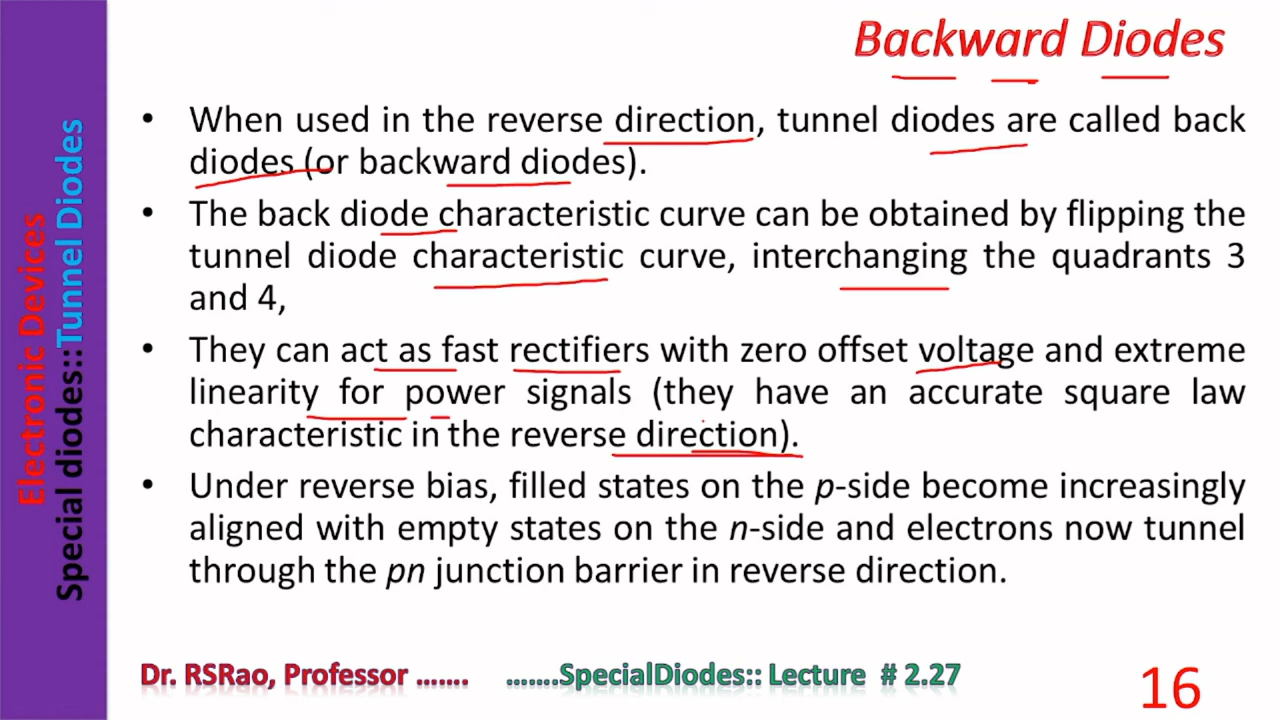 Electronic Devices
Special diodes::Tunnel Diodes
Backward Diodes
• When used in the reverse direction, tunnel diodes are called back
diodes (or backward diodes).
• The back diode characteristic curve can be obtained by flipping the
tunnel diode characteristic curve, interchanging the quadrants 3
and 4,
• They can act as fast rectifiers with zero offset voltage and extreme
linearity for power signals (they have an accurate square law
characteristic in the reverse direction).
• Under reverse bias, filled states on the p-side become increasingly
aligned with empty states on the n-side and electrons now tunnel
through the pn junction barrier in reverse direction.
Dr. RSRao, Professor ....... .......SpecialDiodes:: Lecture # 2.27
16